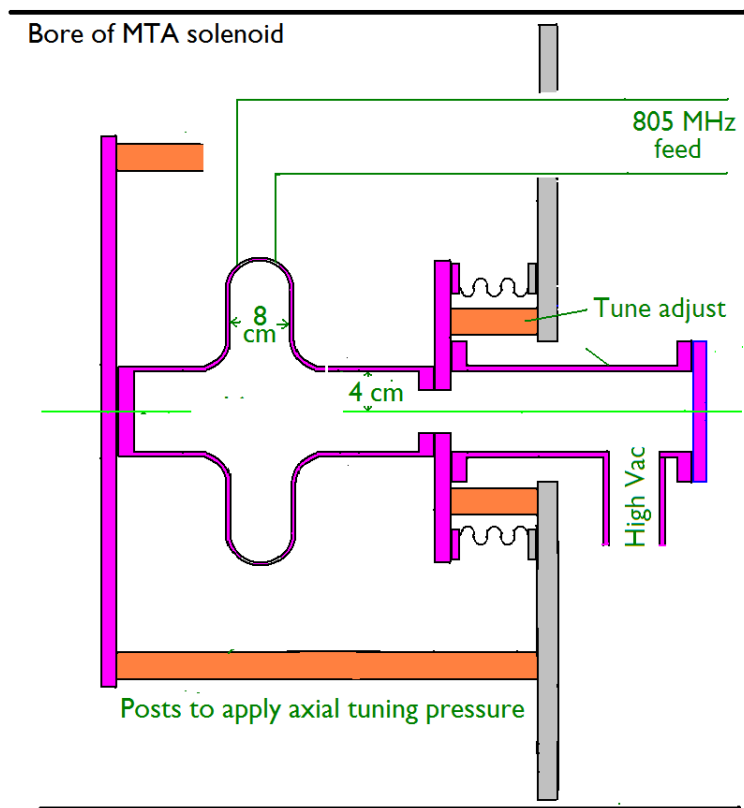 Bore of MTA solenoid
805 MHz
feed
8
cm
Tune adjust
4 cm
High Vac
Posts to apply axial tuning pressure